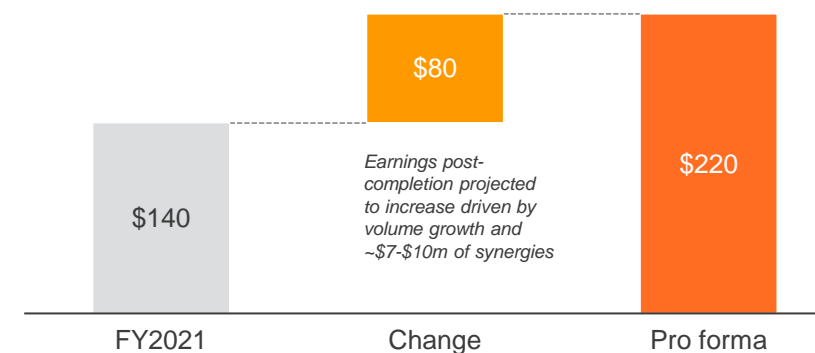 $80
Earnings post-
completion projected
to increase driven by
volume growth and
~$7-$10m of synergies
$140
$220
FY2021
Change
Pro forma